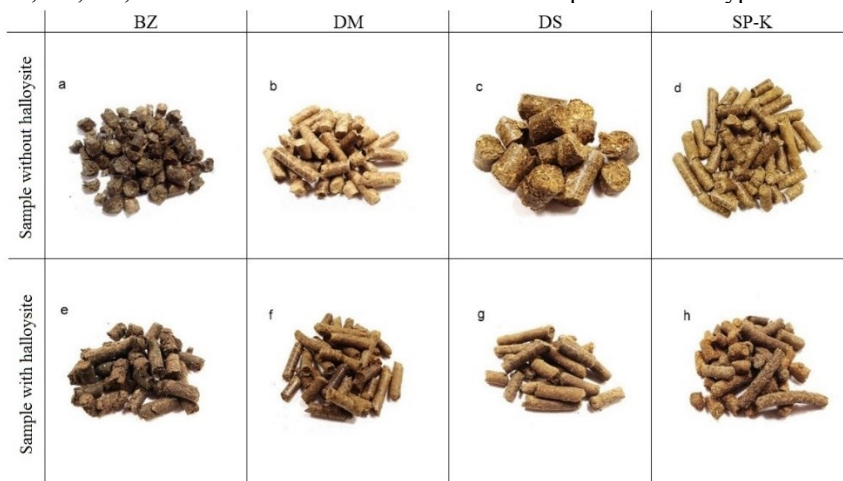 BZ DM DS SP-K
Sample without halloysite
a b c d
Sample with halloysite
e f g h